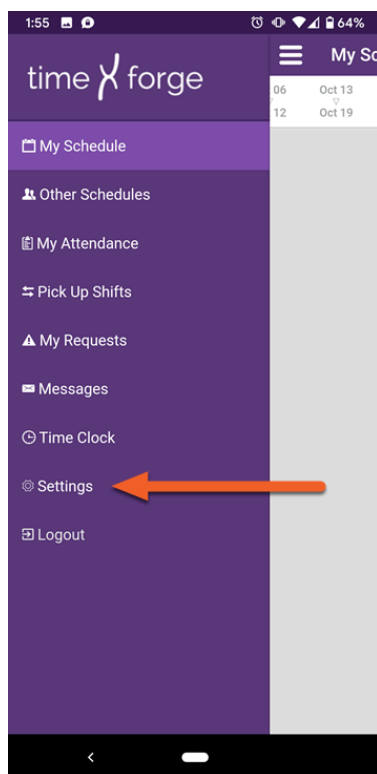 1:55 64%
time forge
My Sc
06 Oct 13
12 Oct 19
My Schedule
Other Schedules
My Attendance
Pick Up Shifts
My Requests
Messages
Time Clock
Settings
Logout